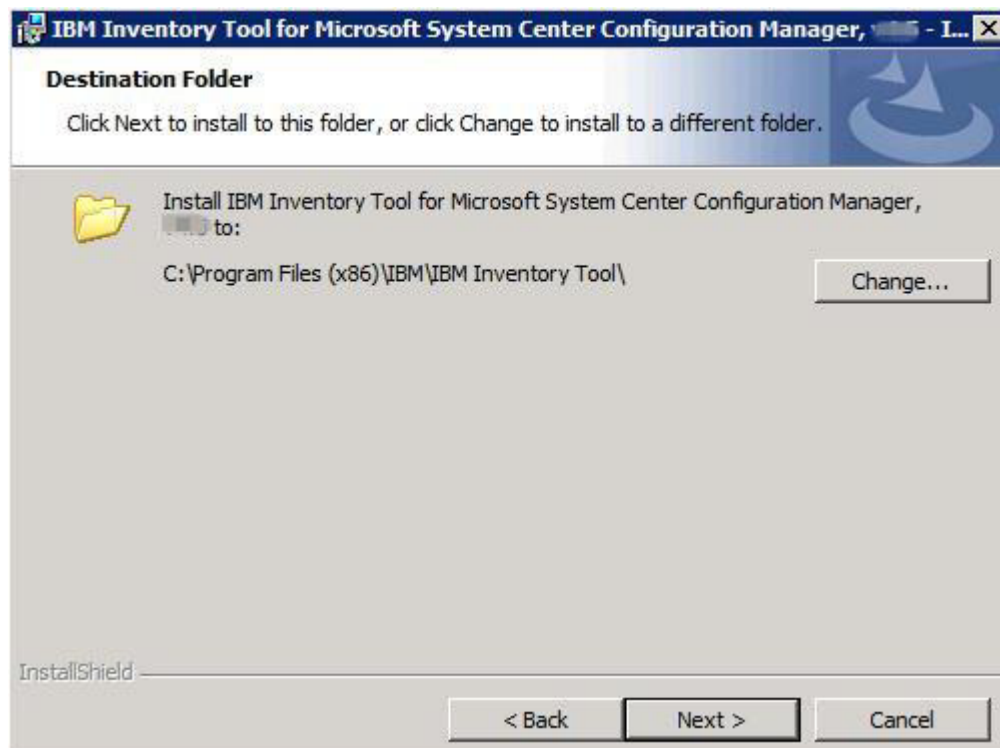 IBM Inventory Tool for Microsoft System Center Configuration Manager, - I...
Destination Folder
Click Next to install to this folder, or click Change to install to a different folder.
Install IBM Inventory Tool for Microsoft System Center Configuration Manager,
to:
C:\Program Files (x86)\IBM\IBM Inventory Tool\
Change...
InstallShield
< Back
Next >
Cancel